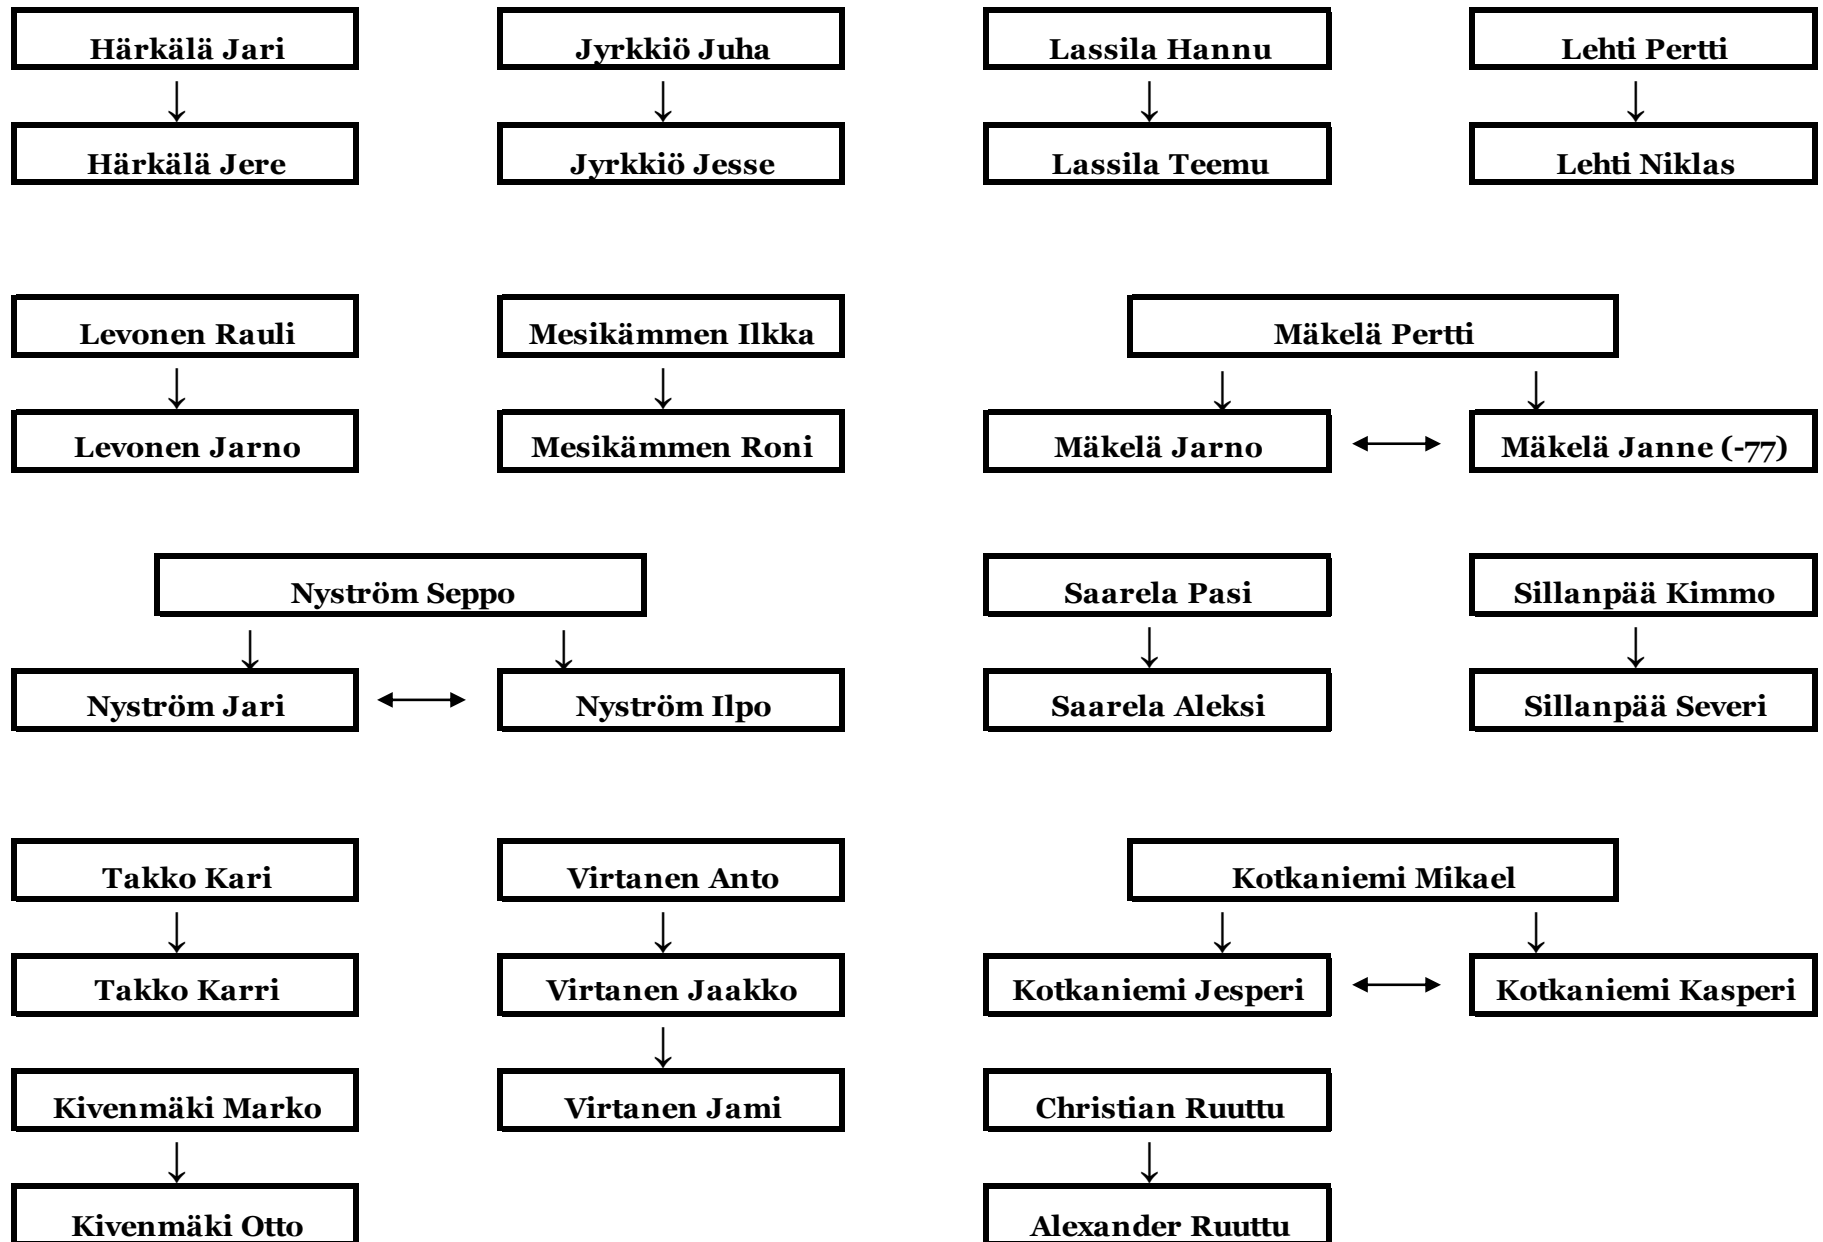 Härkälä Jari
Jyrkkiö Juha
Lassila Hannu
Lehti Pertti
Härkälä Jere
Jyrkkiö Jesse
Lassila Teemu
Lehti Niklas
Levonen Rauli
Mesikämmen Ilkka
Mäkelä Pertti
Levonen Jarno
Mesikämmen Roni
Mäkelä Jarno
Mäkelä Janne (-77)
Nyström Seppo
Saarela Pasi
Sillanpää Kimmo
Nyström Jari
Nyström Ilpo
Saarela Aleksi
Sillanpää Severi
Takko Kari
Virtanen Anto
Kotkaniemi Mikael
Takko Karri
Virtanen Jaakko
Kotkaniemi Jesperi
Kotkaniemi Kasperi
Kivenmäki Marko
Virtanen Jami
Christian Ruuttu
Kivenmäki Otto
Alexander Ruuttu